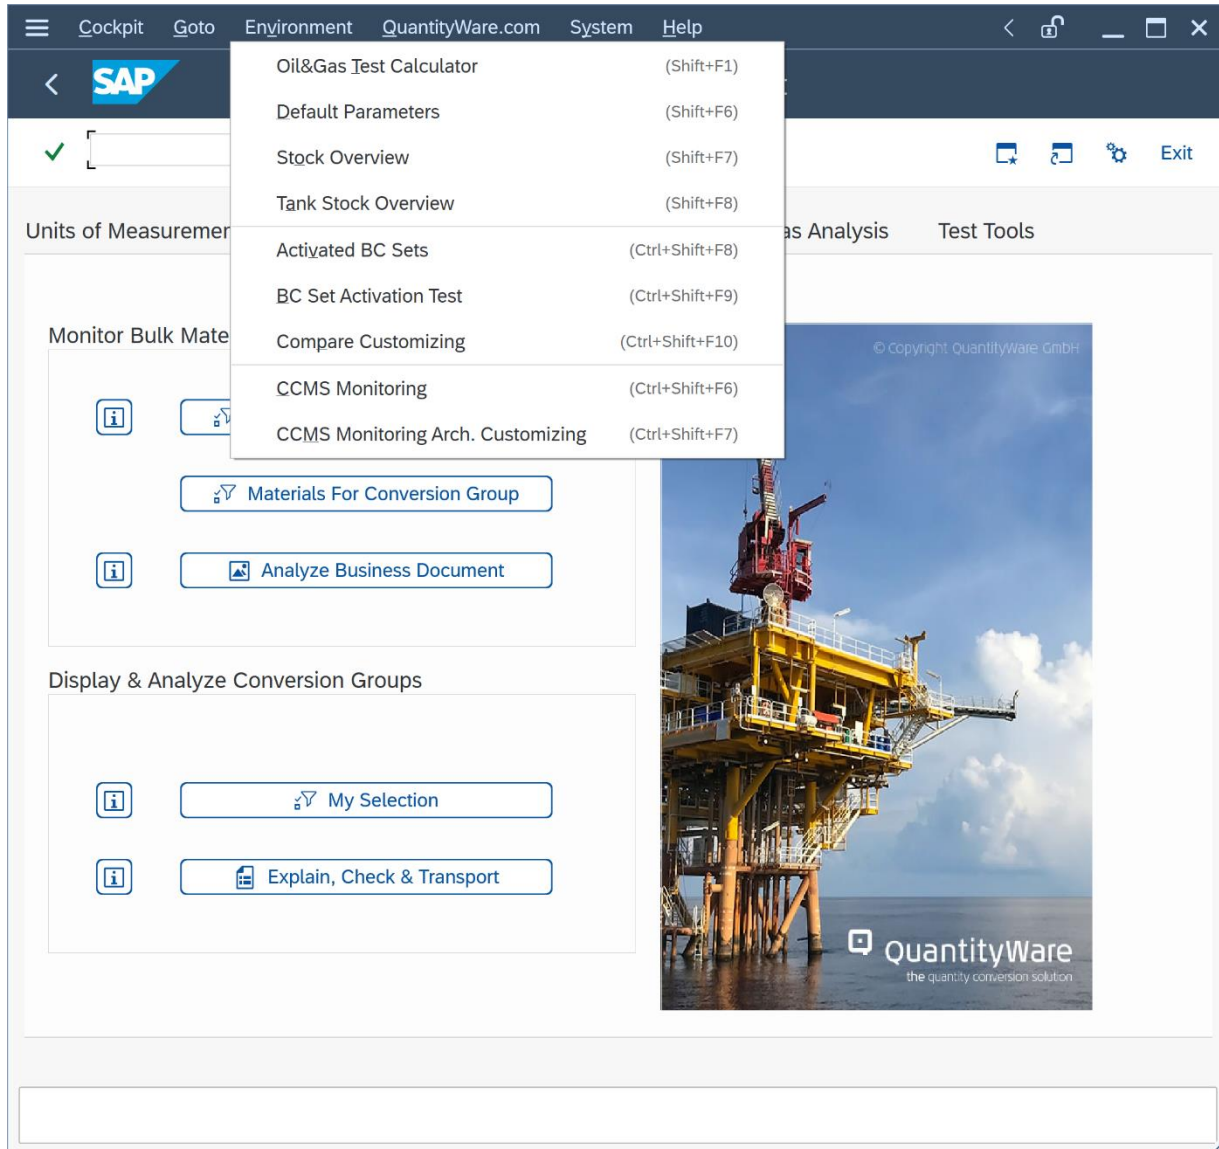 Cockpit Goto Environment QuantityWare.com System Help
SAP
Oil&Gas Test Calculator (Shift+F1)
Default Parameters (Shift+F6)
Stock Overview (Shift+F7)
Exit
Tank Stock Overview (Shift+F8)
Units of Measuremen
as Analysis Test Tools
Activated BC Sets (Ctrl+Shift+F8)
BC Set Activation Test (Ctrl+Shift+F9)
Monitor Bulk Mate
Compare Customizing (Ctrl+Shift+F10)
© Copyright QuantityWare GmbH
CCMS Monitoring (Ctrl+Shift+F6)
CCMS Monitoring Arch. Customizing (Ctrl+Shift+F7)
Materials For Conversion Group
Analyze Business Document
Display & Analyze Conversion Groups
My Selection
Explain, Check & Transport
QuantityWare
the quantity conversion solution